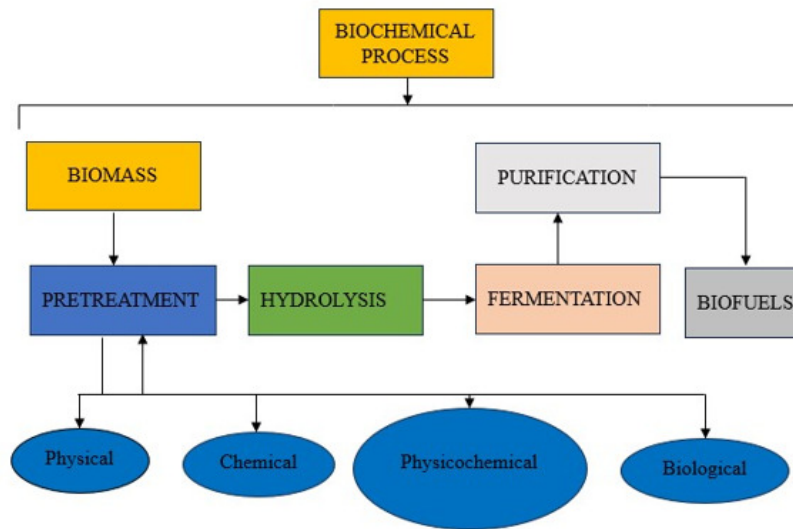 BIOCHEMICAL
PROCESS
BIOMASS
PURIFICATION
PRETREATMENT
HYDROLYSIS
FERMENTATION
BIOFUELS
Physical
Chemical
Physicochemical
Biological